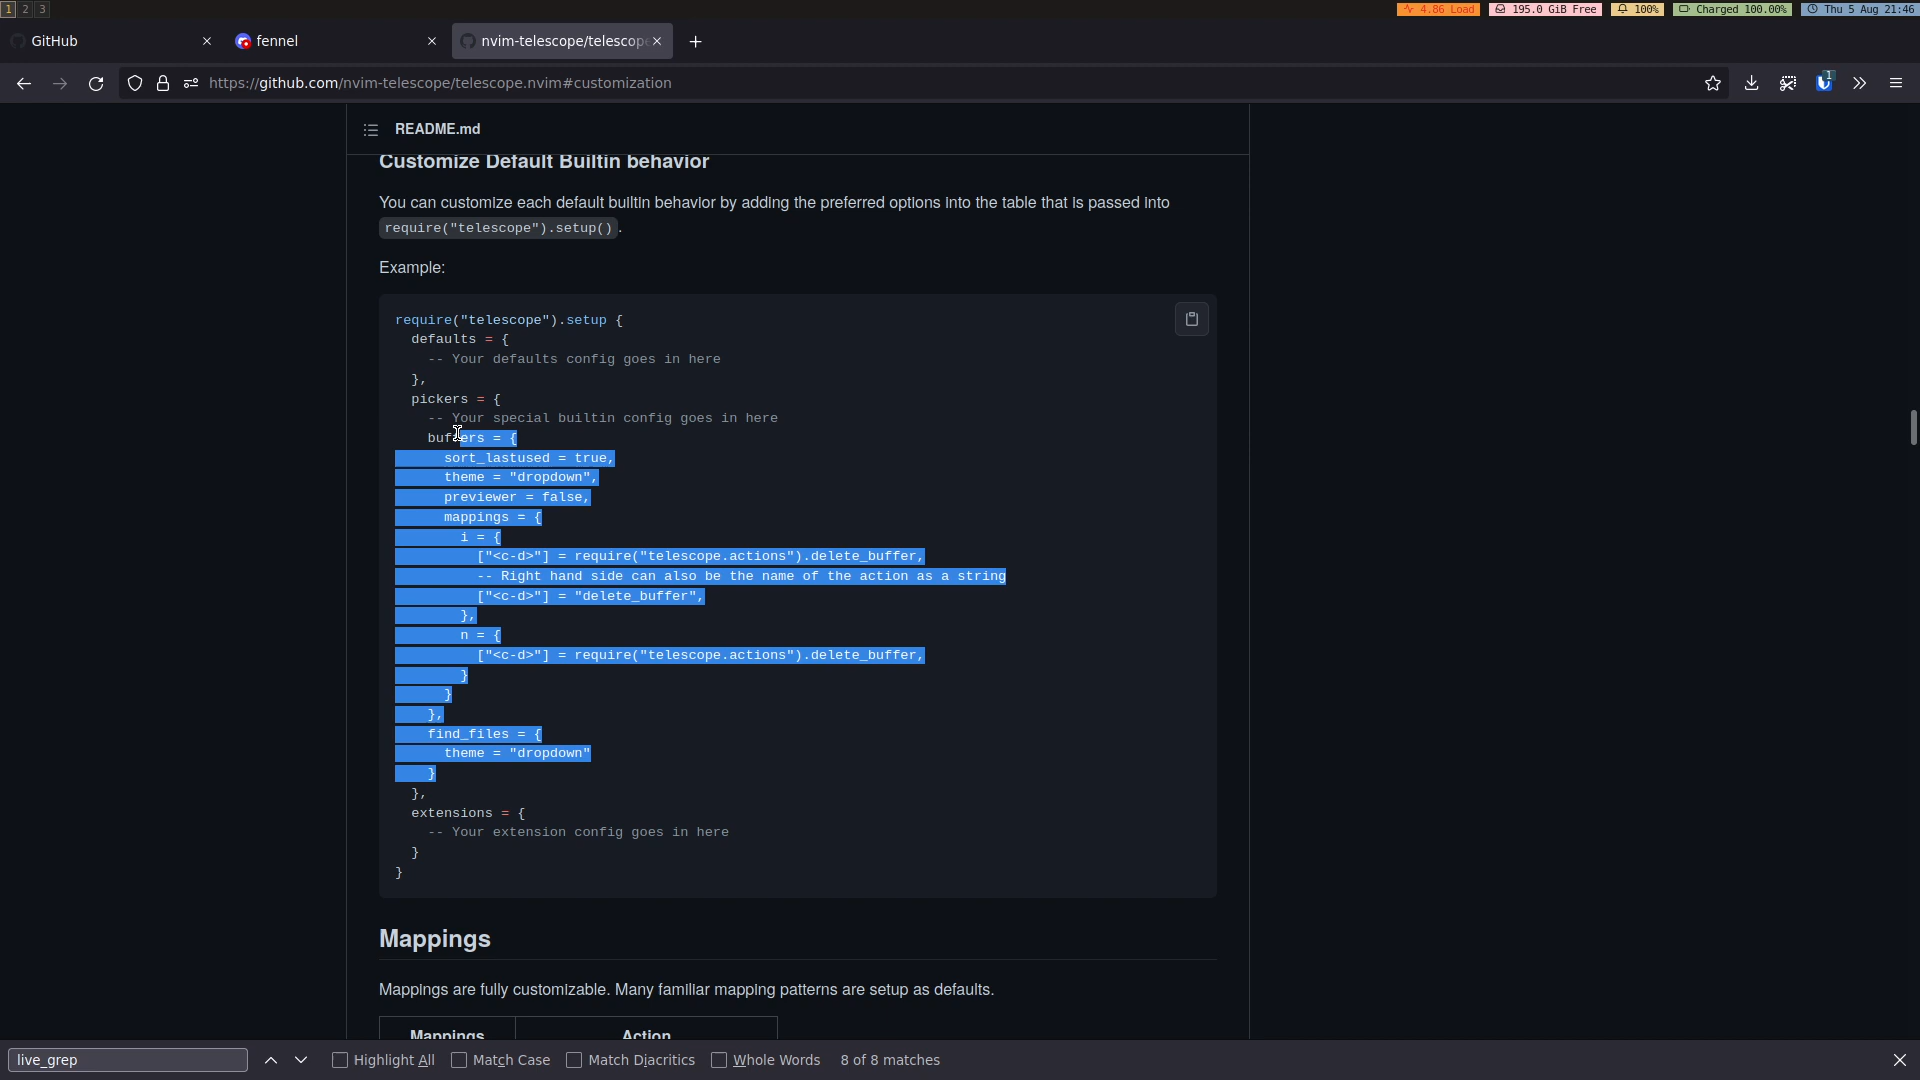 1 2 3
4.86 Load 195.0 GiB Free 100% Charged 100.00% Thu 5 Aug 21:46
GitHub fennel nvim-telescope/telescop
https://github.com/nvim-telescope/telescope.nvim#customization 1
README.md
Customize Default Builtin behavior
You can customize each default builtin behavior by adding the preferred options into the table that is passed into
require("telescope").setup() .
Example:
require("telescope").setup {
  defaults = {
    -- Your defaults config goes in here
  },
  pickers = {
    -- Your special builtin config goes in here
    buffers = {
      sort_lastused = true,
      theme = "dropdown",
      previewer = false,
      mappings = {
        i = {
          ["<c-d>"] = require("telescope.actions").delete_buffer,
          -- Right hand side can also be the name of the action as a string
          ["<c-d>"] = "delete_buffer",
        },
        n = {
          ["<c-d>"] = require("telescope.actions").delete_buffer,
        }
      }
    },
    find_files = {
      theme = "dropdown"
    }
  },
  extensions = {
    -- Your extension config goes in here
  }
}
Mappings
Mappings are fully customizable. Many familiar mapping patterns are setup as defaults.
Mappings Action
live_grep Highlight All Match Case Match Diacritics Whole Words 8 of 8 matches